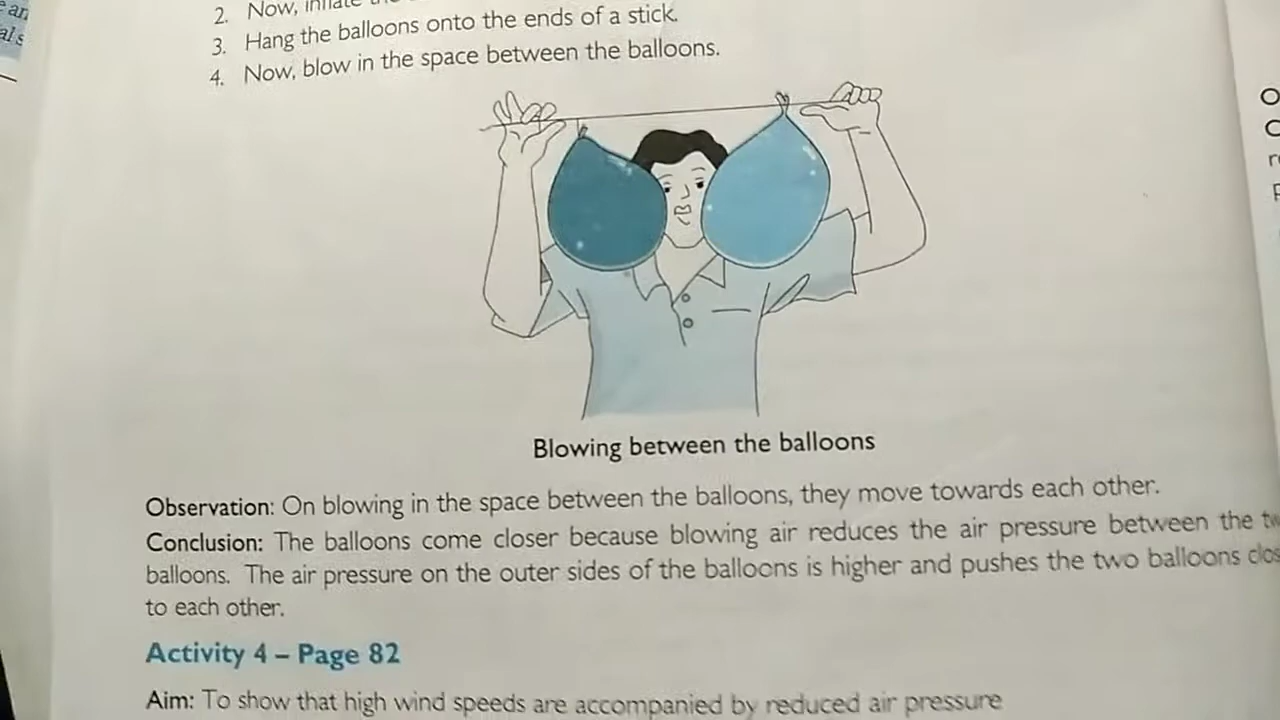 2. Now, inflate
3. Hang the balloons onto the ends of a stick.
4. Now, blow in the space between the balloons.
Blowing between the balloons
Observation: On blowing in the space between the balloons, they move towards each other.
Conclusion: The balloons come closer because blowing air reduces the air pressure between the
balloons. The air pressure on the outer sides of the balloons is higher and pushes the two balloons
to each other.
Activity 4 – Page 82
Aim: To show that high wind speeds are accompanied by reduced air pressure